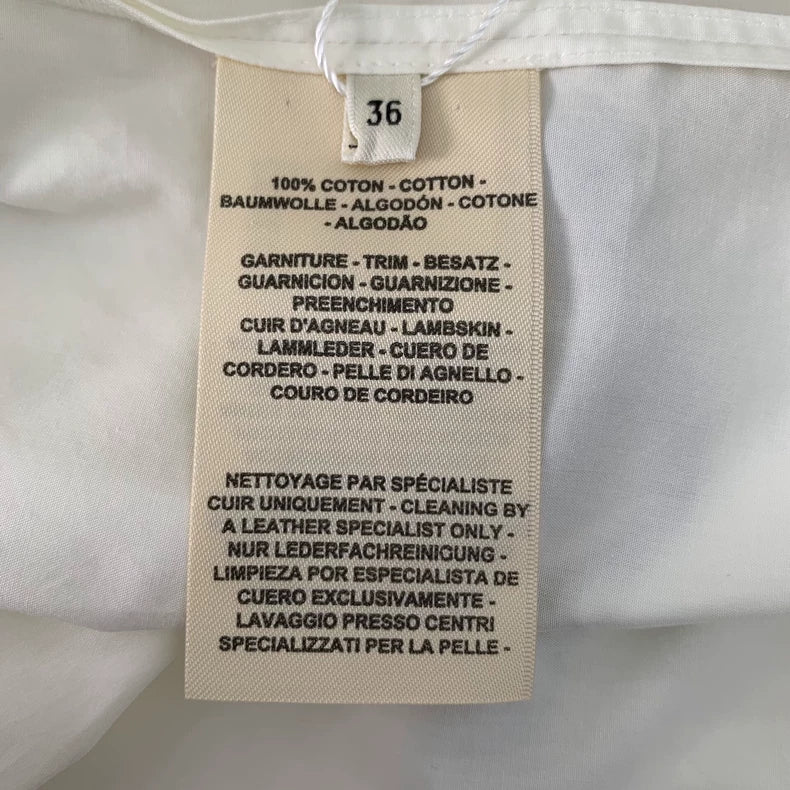 36
100% COTON - COTTON -
BAUMWOLLE - ALGODÓN - COTONE
- ALGODÃO
GARNITURE - TRIM - BESATZ -
GUARNICION - GUARNIZIONE -
PREENCHIMENTO
CUIR D'AGNEAU - LAMBSKIN -
LAMMLEDER - CUERO DE
CORDERO - PELLE DI AGNELLO -
COURO DE CORDEIRO
NETTOYAGE PAR SPÉCIALISTE
CUIR UNIQUEMENT - CLEANING BY
A LEATHER SPECIALIST ONLY -
NUR LEDERFACHREINIGUNG -
LIMPIEZA POR ESPECIALISTA DE
CUERO EXCLUSIVAMENTE -
LAVAGGIO PRESSO CENTRI
SPECIALIZZATI PER LA PELLE -